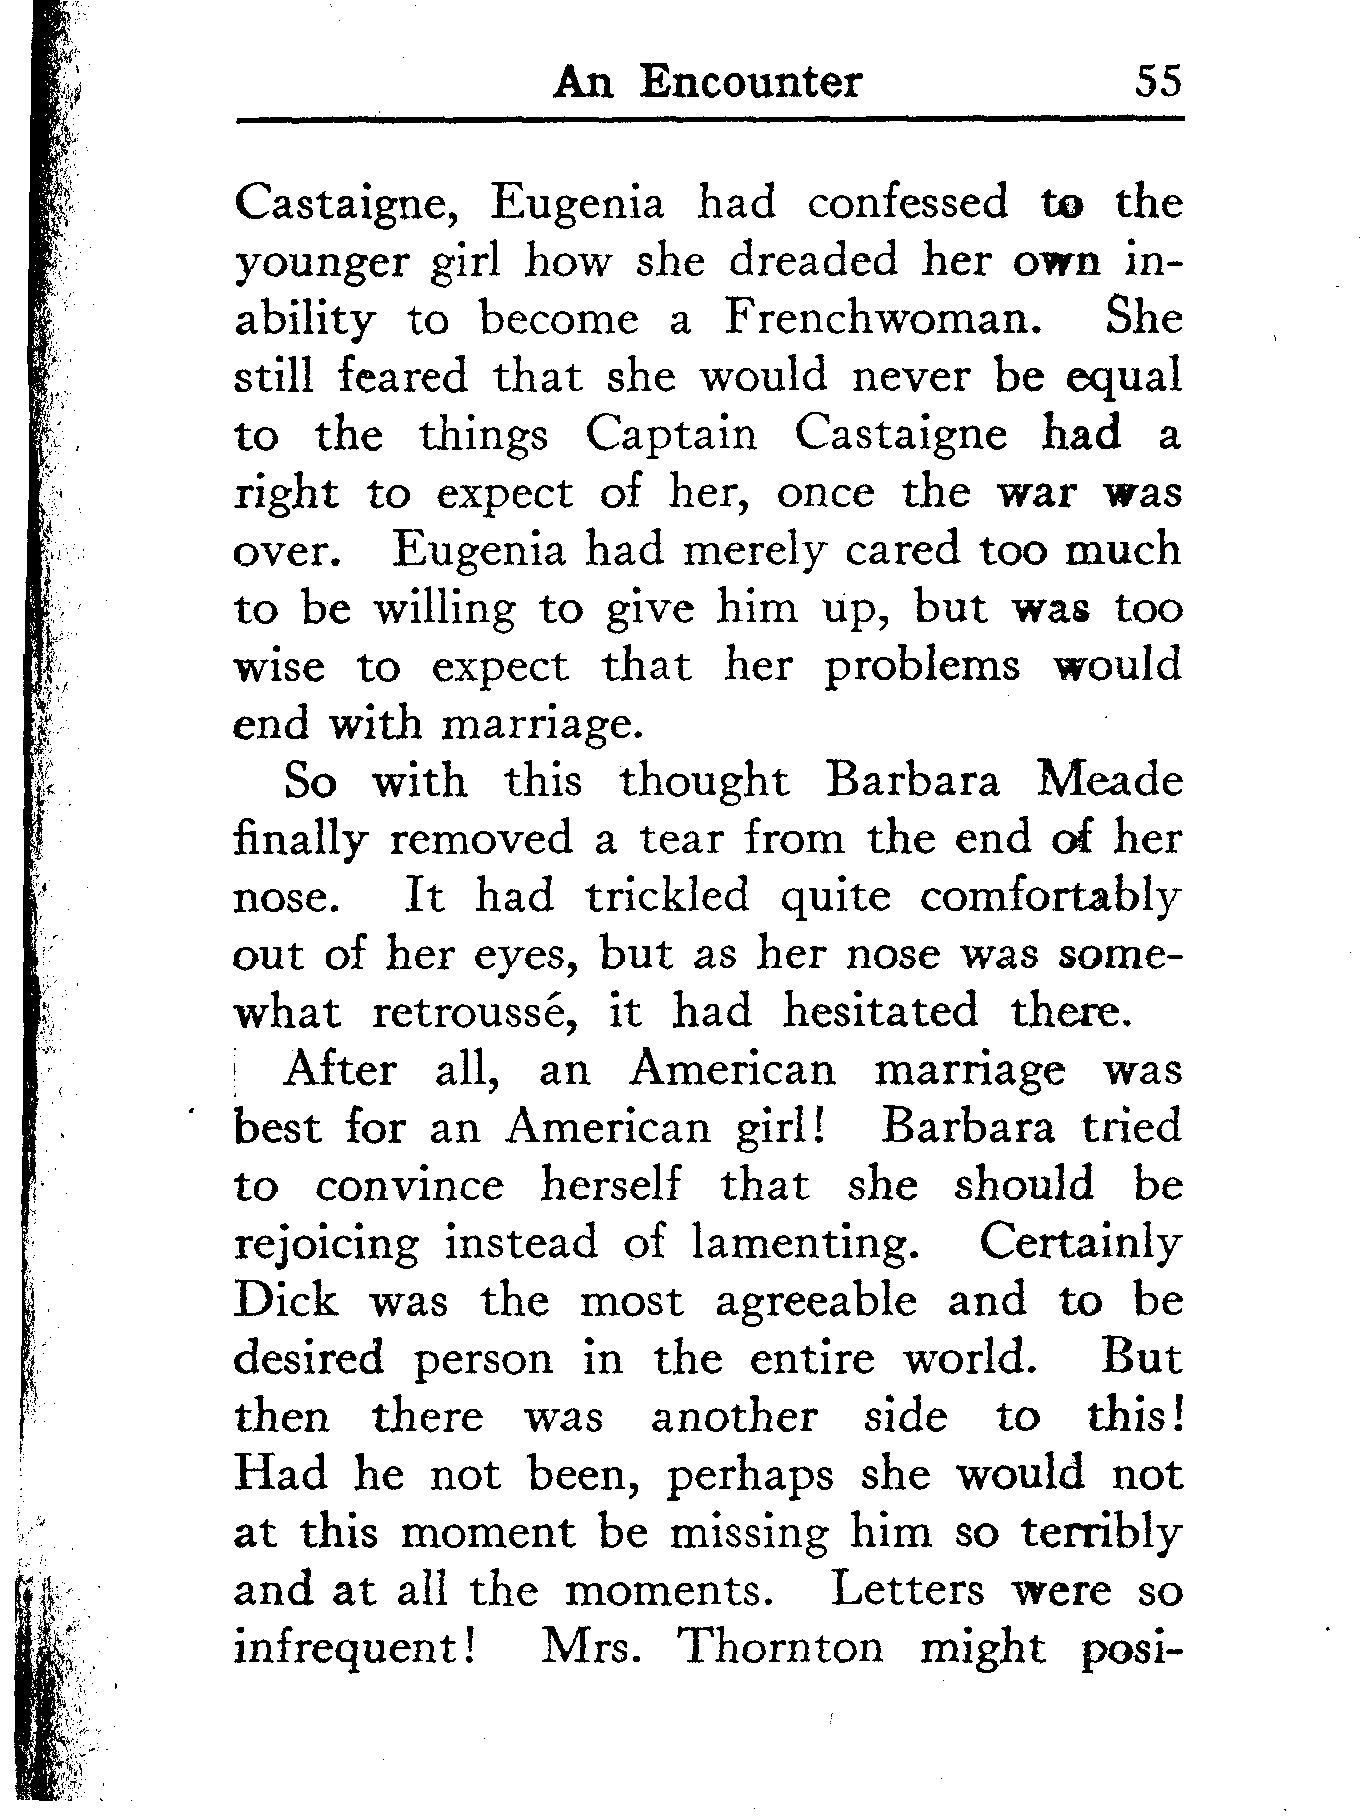 An Encounter 55
Castaigne, Eugenia had confessed to the
younger girl how she dreaded her own in-
ability to become a Frenchwoman. She
still feared that she would never be equal
to the things Captain Castaigne had a
right to expect of her, once the war was
over. Eugenia had merely cared too much
to be willing to give him up, but was too
wise to expect that her problems would
end with marriage.
So with this thought Barbara Meade
finally removed a tear from the end of her
nose. It had trickled quite comfortably
out of her eyes, but as her nose was some-
what retroussé, it had hesitated there.
After all, an American marriage was
best for an American girl! Barbara tried
to convince herself that she should be
rejoicing instead of lamenting. Certainly
Dick was the most agreeable and to be
desired person in the entire world. But
then there was another side to this!
Had he not been, perhaps she would not
at this moment be missing him so terribly
and at all the moments. Letters were so
infrequent! Mrs. Thornton might posi-